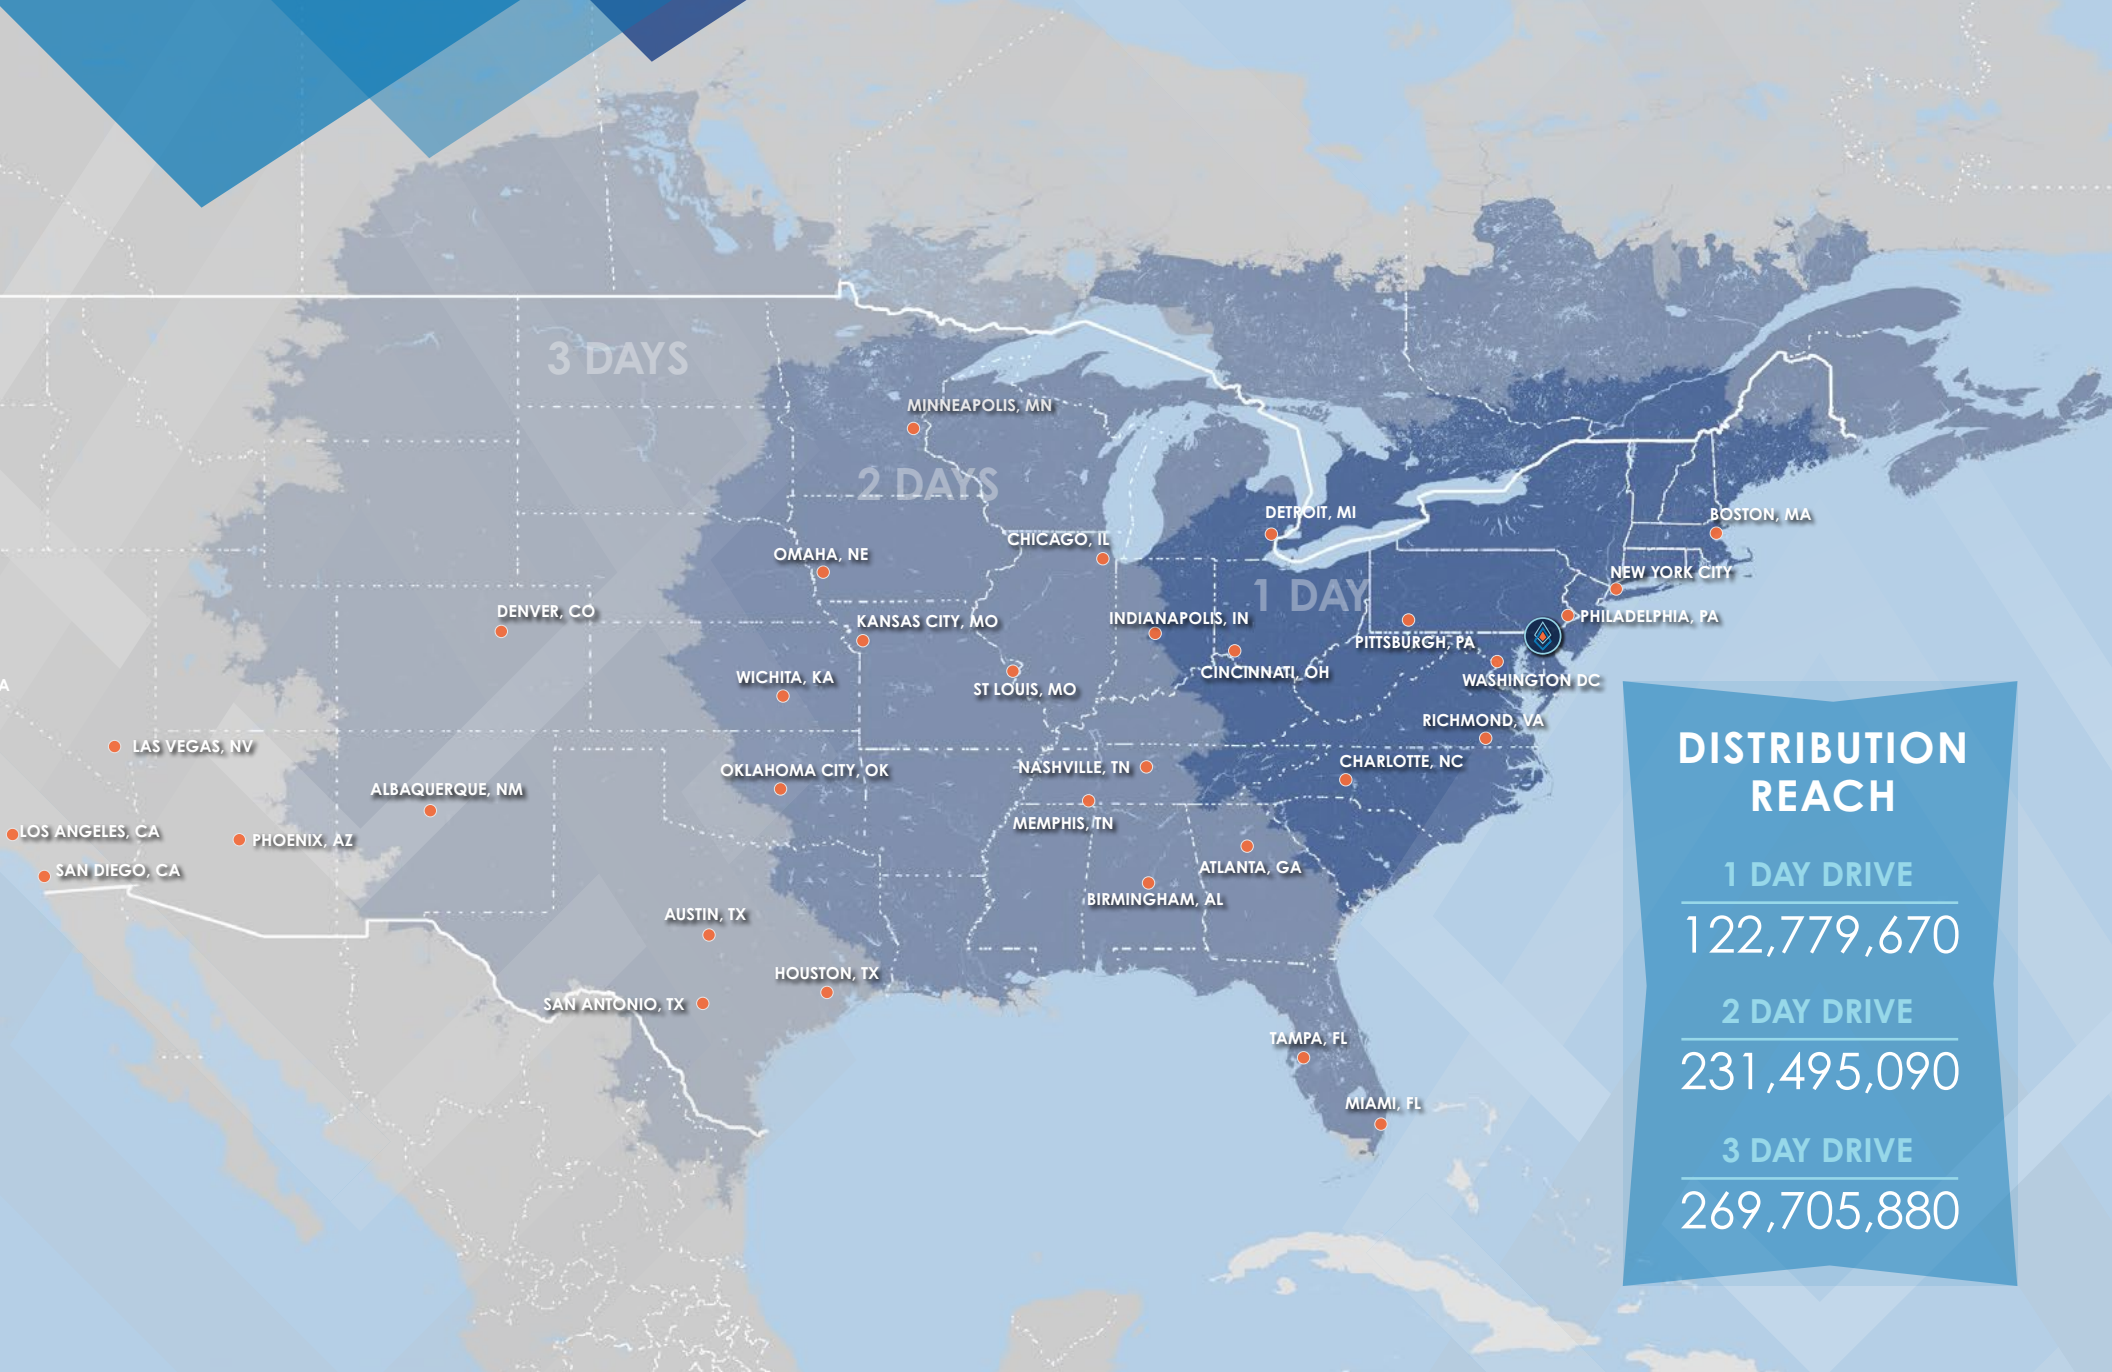 3 DAYS
MINNEAPOLIS, MN
2 DAYS
DETROIT, MI
BOSTON, MA
CHICAGO, IL
OMAHA, NE
NEW YORK CITY
1 DAY
DENVER, CO
PHILADELPHIA, PA
INDIANAPOLIS, IN
KANSAS CITY, MO
PITTSBURGH, PA
CINCINNATI, OH
WICHITA, KA
WASHINGTON DC
A
ST LOUIS, MO
RICHMOND, VA
LAS VEGAS, NV
CHARLOTTE, NC
NASHVILLE, TN
OKLAHOMA CITY, OK
ALBAQUERQUE, NM
MEMPHIS, TN
LOS ANGELES, CA
PHOENIX, AZ
ATLANTA, GA
SAN DIEGO, CA
BIRMINGHAM, AL
AUSTIN, TX
HOUSTON, TX
SAN ANTONIO, TX
TAMPA, FL
MIAMI, FL
DISTRIBUTION
REACH
1 DAY DRIVE
122,779,670
2 DAY DRIVE
231,495,090
3 DAY DRIVE
269,705,880